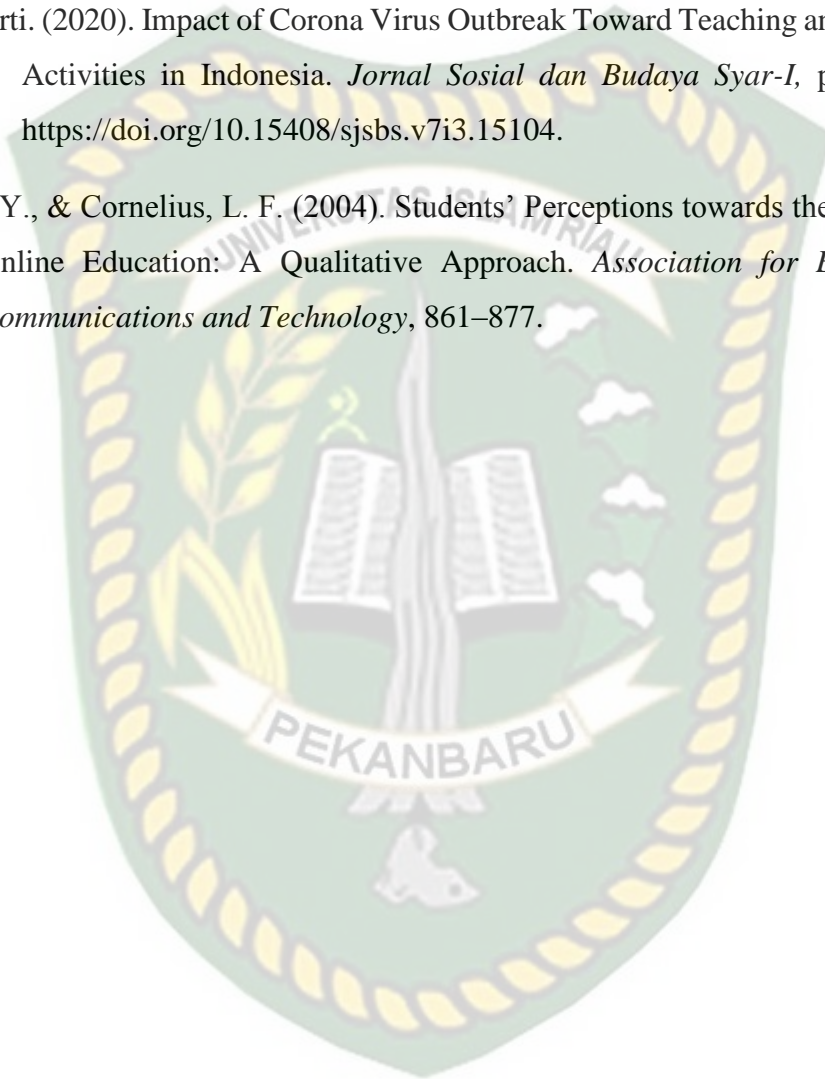 rti. (2020). Impact of Corona Virus Outbreak Toward Teaching an
Activities in Indonesia. Jornal Sosial dan Budaya Syar-I, p
https://doi.org/10.15408/sjsbs.v7i3.15104.
Y., & Cornelius, L. F. (2004). Students’ Perceptions towards the
nline Education: A Qualitative Approach. Association for E
ommunications and Technology, 861–877.
UNIVERSITAS ISLAM RIAU
PEKANBARU